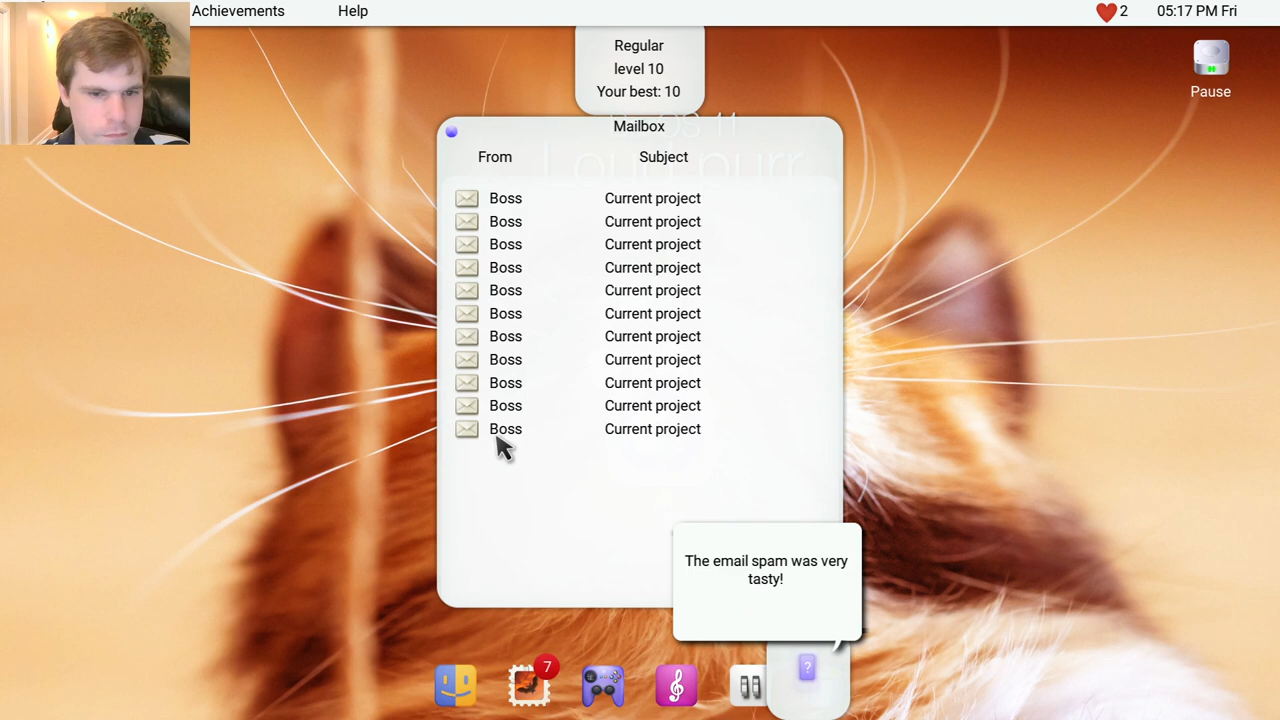 Achievements Help 2 05:17 PM Fri
Regular
level 10
Your best: 10
Pause
Mailbox
From Subject
Boss Current project
Boss Current project
Boss Current project
Boss Current project
Boss Current project
Boss Current project
Boss Current project
Boss Current project
Boss Current project
Boss Current project
Boss Current project
The email spam was very
tasty!
7
?